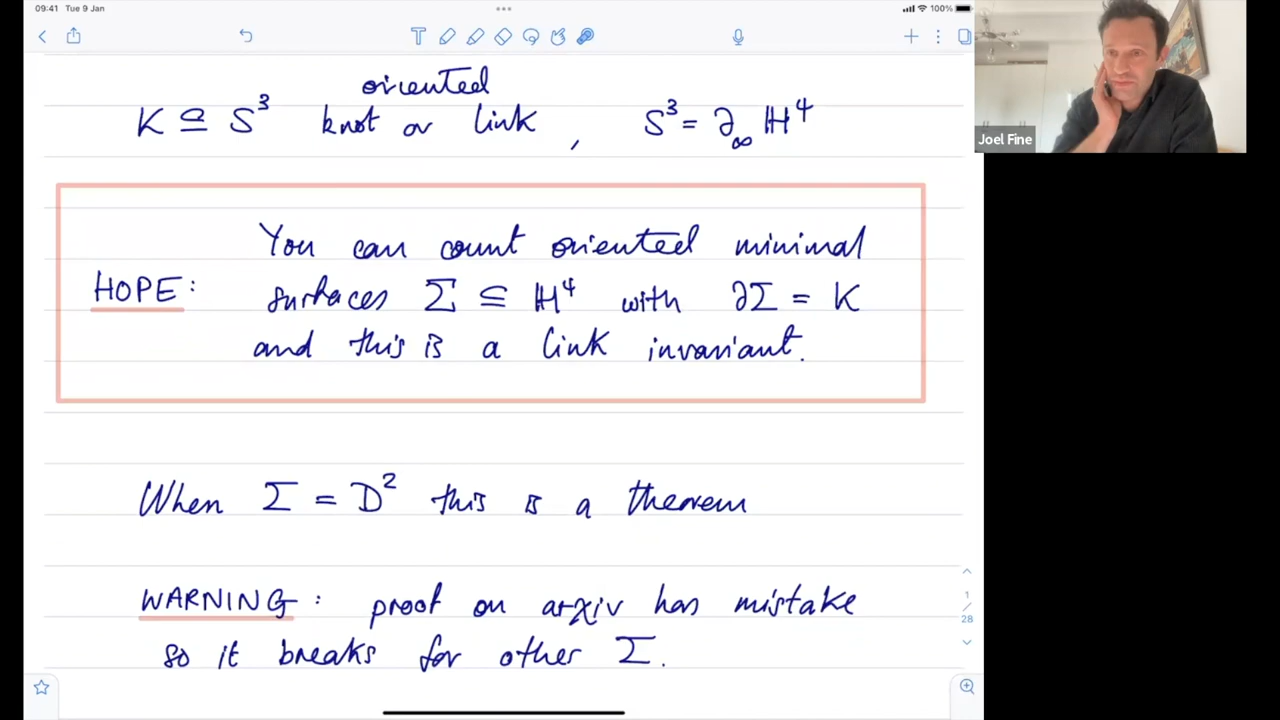 09:41 Tue 9 Jan
100%
oriented
K ⊆ S³ knot or link , S³ = ∂∞ ℍ⁴
Joel Fine
You can count oriented minimal
HOPE: surfaces Σ ⊆ ℍ⁴ with ∂Σ = K
and this is a link invariant.
When Σ = D² this is a theorem
WARNING : proof on arxiv has mistake
so it breaks for other Σ.
1
/
28